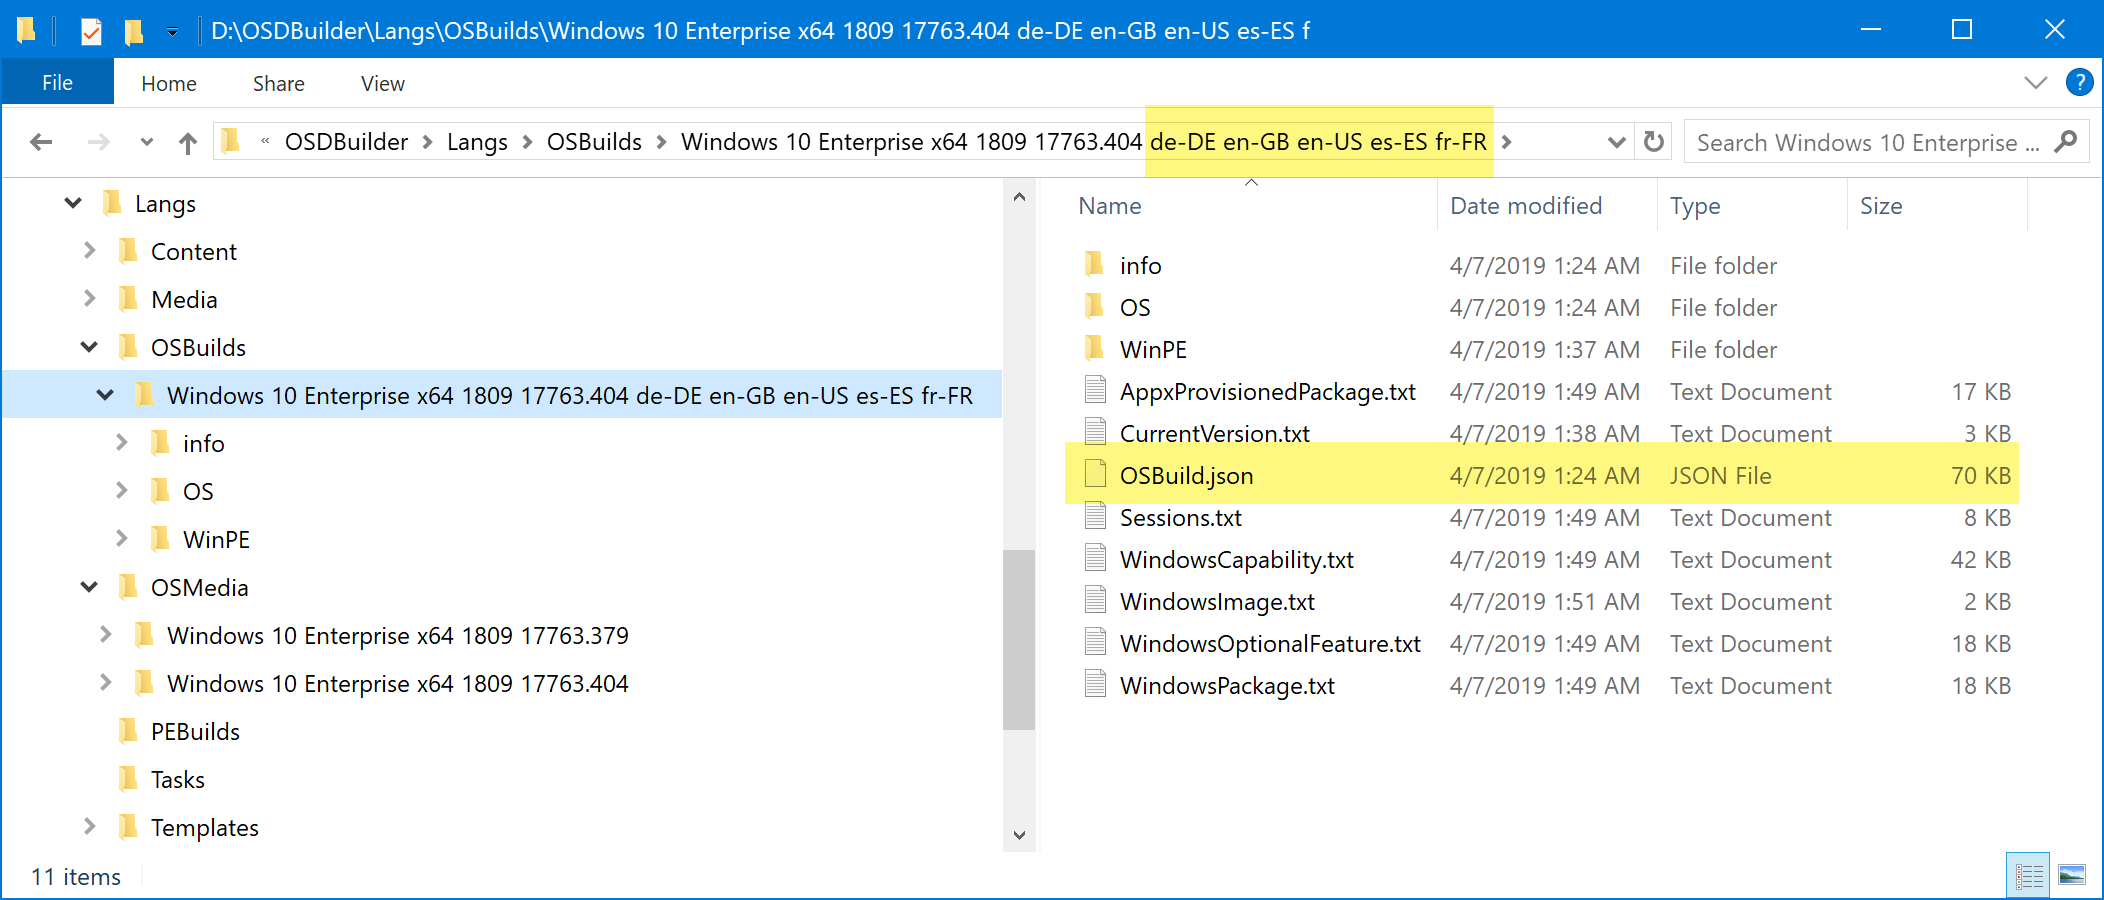 D:\OSDBuilder\Langs\OSBuilds\Windows 10 Enterprise x64 1809 17763.404 de-DE en-GB en-US es-ES f
File Home Share View ?
« OSDBuilder > Langs > OSBuilds > Windows 10 Enterprise x64 1809 17763.404 de-DE en-GB en-US es-ES fr-FR > Search Windows 10 Enterprise ...
Langs
Content
Media
OSBuilds
Windows 10 Enterprise x64 1809 17763.404 de-DE en-GB en-US es-ES fr-FR
info
OS
WinPE
OSMedia
Windows 10 Enterprise x64 1809 17763.379
Windows 10 Enterprise x64 1809 17763.404
PEBuilds
Tasks
Templates
Name Date modified Type Size
info 4/7/2019 1:24 AM File folder
OS 4/7/2019 1:24 AM File folder
WinPE 4/7/2019 1:37 AM File folder
AppxProvisionedPackage.txt 4/7/2019 1:49 AM Text Document 17 KB
CurrentVersion.txt 4/7/2019 1:38 AM Text Document 3 KB
OSBuild.json 4/7/2019 1:24 AM JSON File 70 KB
Sessions.txt 4/7/2019 1:49 AM Text Document 8 KB
WindowsCapability.txt 4/7/2019 1:49 AM Text Document 42 KB
WindowsImage.txt 4/7/2019 1:51 AM Text Document 2 KB
WindowsOptionalFeature.txt 4/7/2019 1:49 AM Text Document 18 KB
WindowsPackage.txt 4/7/2019 1:49 AM Text Document 18 KB
11 items